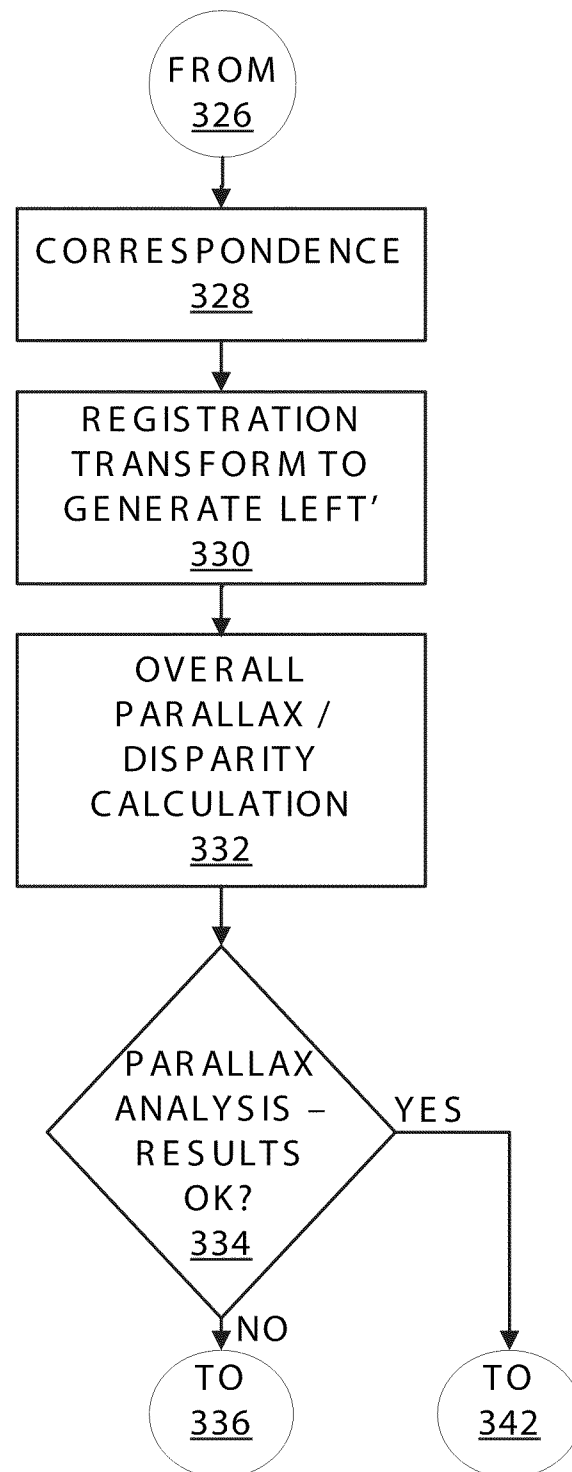 FROM
326
CORRESPONDENCE
328
REGISTRATION
TRANSFORM TO
GENERATE LEFT’
330
OVERALL
PARALLAX /
DISPARITY
CALCULATION
332
PARALLAX
ANALYSIS –
RESULTS
OK?
334
YES
NO
TO
336
TO
342